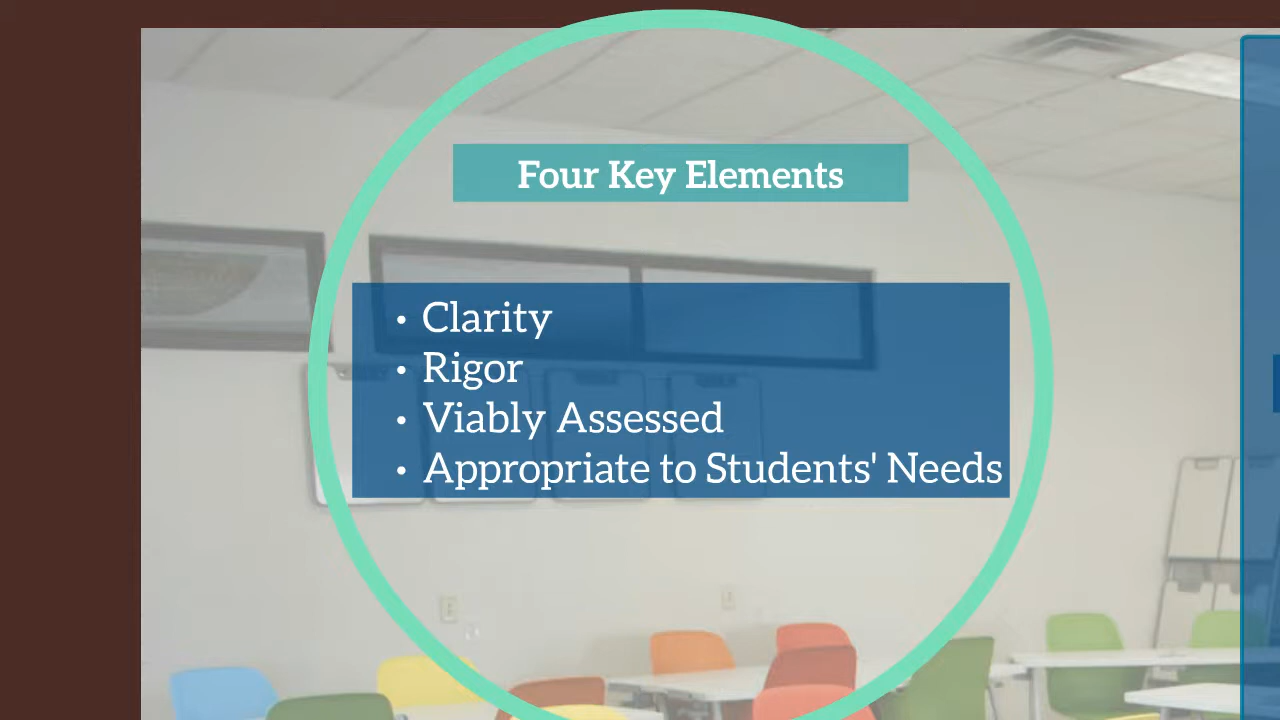 Four Key Elements
• Clarity
• Rigor
• Viably Assessed
• Appropriate to Students' Needs